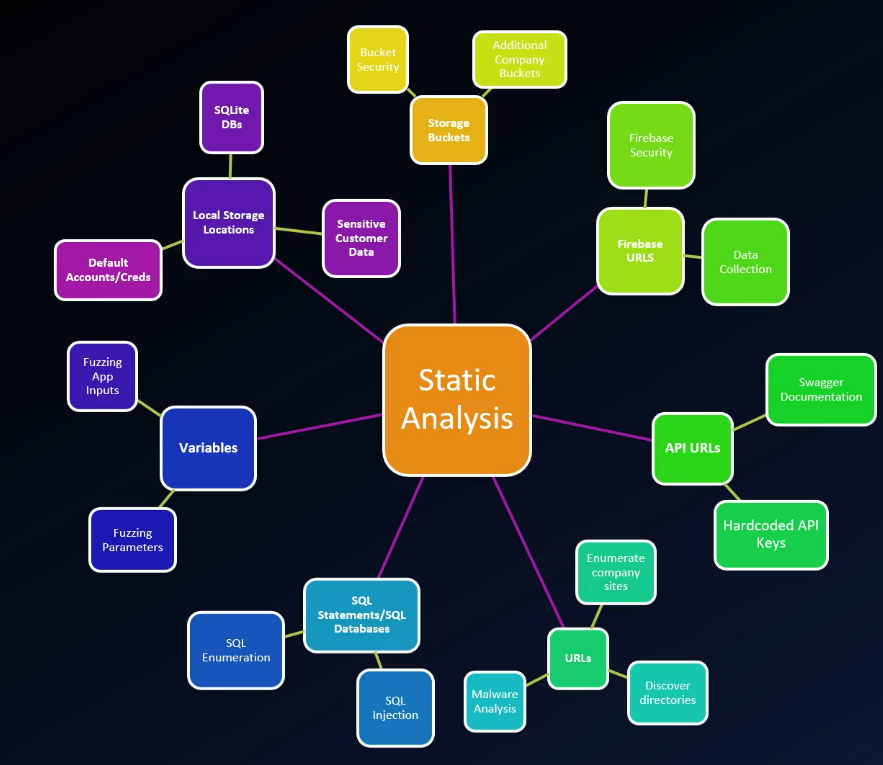 Bucket
Security
Additional
Company
Buckets
Storage
Buckets
SQLite
DBs
Local Storage
Locations
Sensitive
Customer
Data
Default
Accounts/Creds
Firebase
Security
Firebase
URLS
Data
Collection
Static
Analysis
Fuzzing
App
Inputs
Variables
Fuzzing
Parameters
Swagger
Documentation
API URLs
Hardcoded API
Keys
SQL
Statements/SQL
Databases
SQL
Enumeration
SQL
Injection
Enumerate
company
sites
URLs
Malware
Analysis
Discover
directories